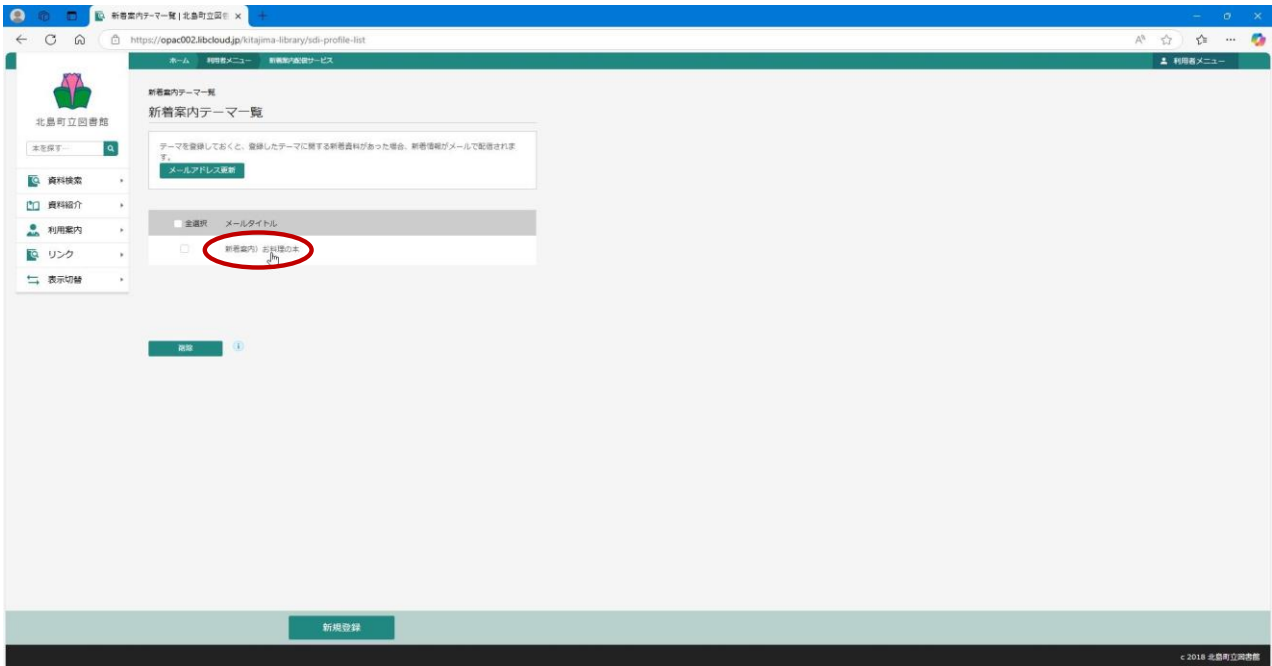 新着案内テーマ一覧 | 北島町立図
https://opac002.libcloud.jp/kitajima-library/sdi-profile-list
ホーム 利用者メニュー 新着案内配信サービス
利用者メニュー
北島町立図書館
本を探す…
資料検索
資料紹介
利用案内
リンク
表示切替
新着案内テーマ一覧
新着案内テーマ一覧
テーマを登録しておくと、登録したテーマに関する新着資料があった場合、新着情報がメールで配信されま
す。
メールアドレス更新
全選択 メールタイトル
新着案内）お料理の本
削除
新規登録
c 2018 北島町立図書館